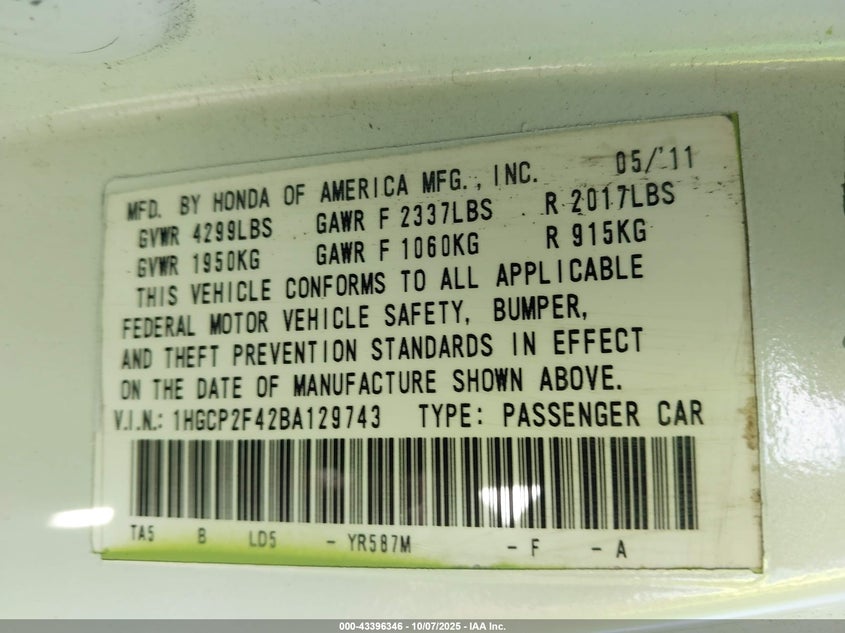 MFD. BY HONDA OF AMERICA MFG., INC. 05/'11
GVWR 4299LBS GAWR F 2337LBS R 2017LBS
GVWR 1950KG GAWR F 1060KG R 915KG
THIS VEHICLE CONFORMS TO ALL APPLICABLE
FEDERAL MOTOR VEHICLE SAFETY, BUMPER,
AND THEFT PREVENTION STANDARDS IN EFFECT
ON THE DATE OF MANUFACTURE SHOWN ABOVE.
V.I.N.: 1HGCP2F42BA129743 TYPE: PASSENGER CAR
TA5 B LD5 - YR587M - F - A
000-43396346 - 10/07/2025 - IAA Inc.